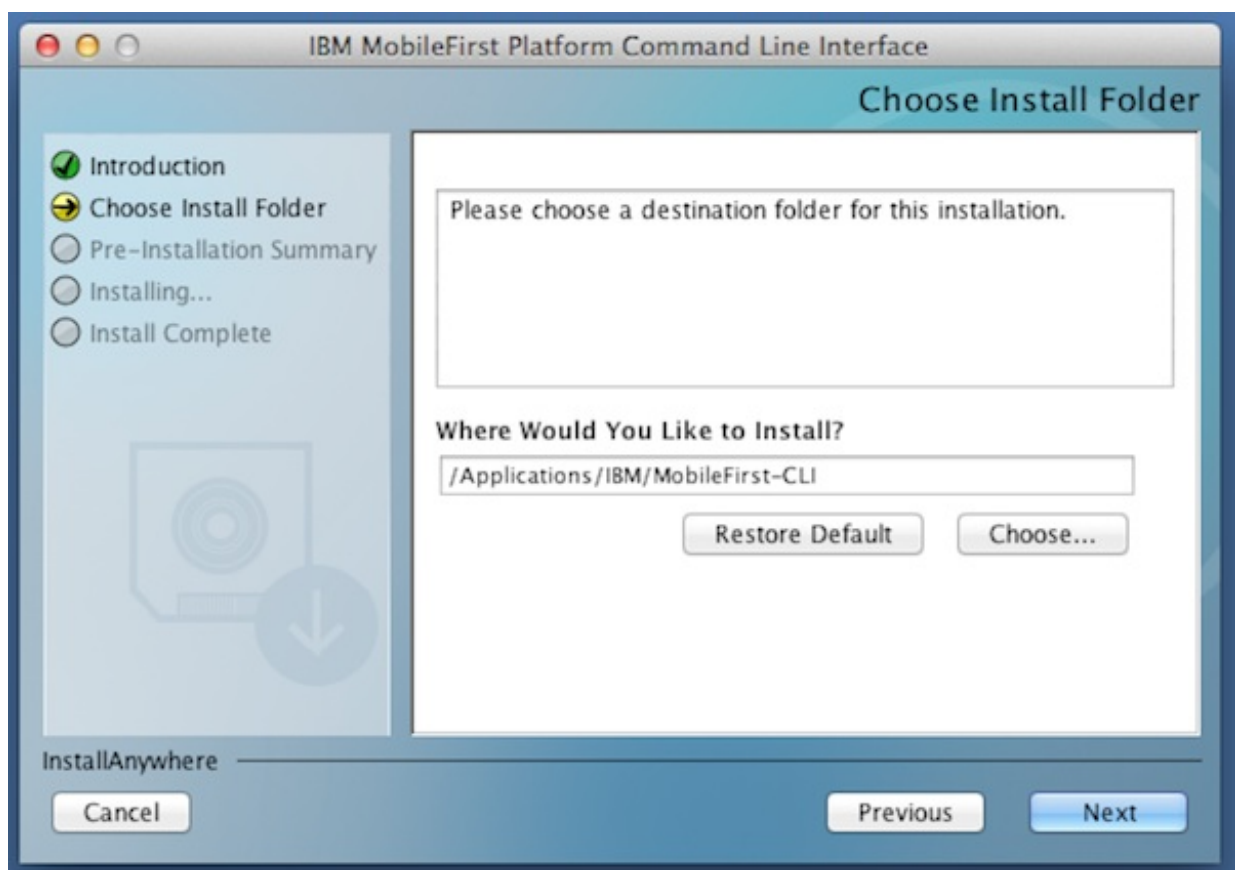 IBM MobileFirst Platform Command Line Interface
Choose Install Folder
Introduction
Choose Install Folder
Pre-Installation Summary
Installing...
Install Complete
Please choose a destination folder for this installation.
Where Would You Like to Install?
/Applications/IBM/MobileFirst-CLI
Restore Default
Choose...
InstallAnywhere
Cancel
Previous
Next